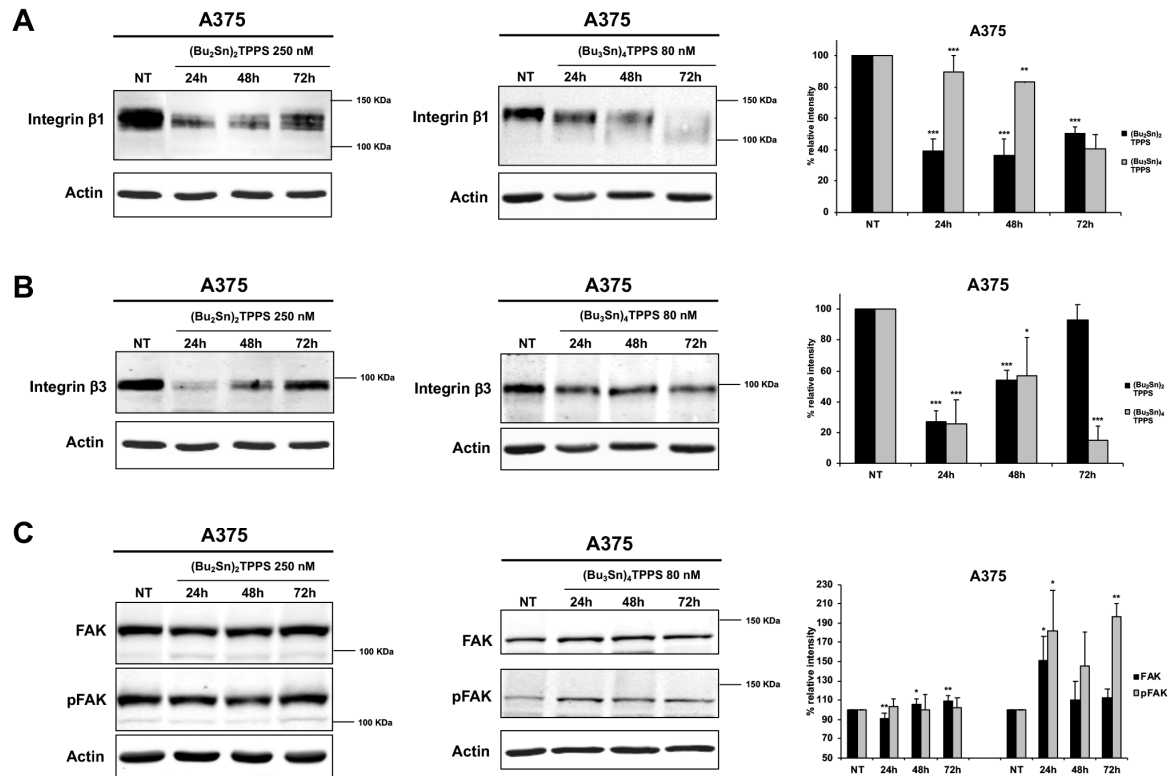 A
A375
(Bu₂Sn)₂TPPS 250 nM
NT 24h 48h 72h
Integrin β1
150 KDa
100 KDa
Actin
A375
(Bu₃Sn)₄TPPS 80 nM
NT 24h 48h 72h
Integrin β1
150 KDa
100 KDa
Actin
A375
% relative intensity
100
80
60
40
20
0
*** *** *** ** ***
NT 24h 48h 72h
(Bu₂Sn)₂
TPPS
(Bu₃Sn)₄
TPPS
B
A375
(Bu₂Sn)₂TPPS 250 nM
NT 24h 48h 72h
Integrin β3
100 KDa
Actin
A375
(Bu₃Sn)₄TPPS 80 nM
NT 24h 48h 72h
Integrin β3
100 KDa
Actin
A375
% relative intensity
100
80
60
40
20
0
*** *** *** * ***
NT 24h 48h 72h
(Bu₂Sn)₂
TPPS
TPPS
C
A375
(Bu₂Sn)₂TPPS 250 nM
NT 24h 48h 72h
FAK
100 KDa
pFAK
100 KDa
Actin
A375
(Bu₃Sn)₄TPPS 80 nM
NT 24h 48h 72h
FAK
150 KDa
pFAK
150 KDa
Actin
A375
% relative intensity
230
210
190
170
150
130
110
90
70
50
** * ** * * **
NT 24h 48h 72h NT 24h 48h 72h
FAK
pFAK